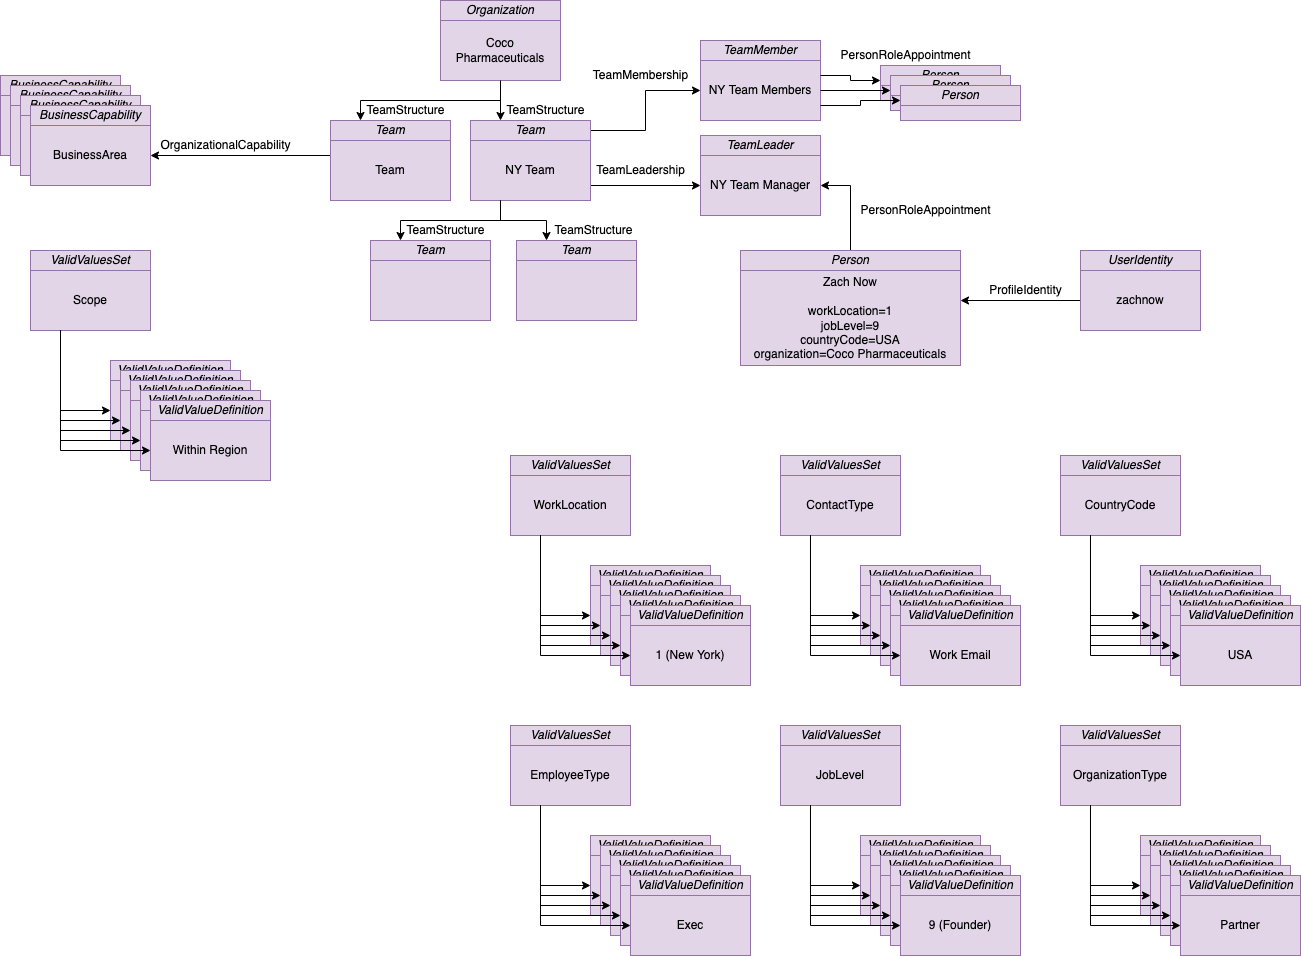 Organization
Coco
Pharmaceuticals
TeamMember
NY Team Members
PersonRoleAppointment
Person
Person
Person
TeamMembership
BusinessCapability
BusinessCapability
BusinessCapability
BusinessCapability
BusinessArea
OrganizationalCapability
TeamStructure
Team
Team
TeamStructure
Team
NY Team
TeamLeadership
TeamLeader
NY Team Manager
PersonRoleAppointment
TeamStructure
Team
TeamStructure
Team
Person
Zach Now
workLocation=1
jobLevel=9
countryCode=USA
organization=Coco Pharmaceuticals
ProfileIdentity
UserIdentity
zachnow
ValidValuesSet
Scope
ValidValueDefinition
ValidValueDefinition
ValidValueDefinition
ValidValueDefinition
ValidValueDefinition
Within Region
ValidValuesSet
WorkLocation
ValidValueDefinition
ValidValueDefinition
ValidValueDefinition
ValidValueDefinition
ValidValueDefinition
1 (New York)
ValidValuesSet
ContactType
ValidValueDefinition
ValidValueDefinition
ValidValueDefinition
ValidValueDefinition
ValidValueDefinition
Work Email
ValidValuesSet
CountryCode
ValidValueDefinition
ValidValueDefinition
ValidValueDefinition
ValidValueDefinition
ValidValueDefinition
USA
ValidValuesSet
EmployeeType
ValidValueDefinition
ValidValueDefinition
ValidValueDefinition
ValidValueDefinition
ValidValueDefinition
Exec
ValidValuesSet
JobLevel
ValidValueDefinition
ValidValueDefinition
ValidValueDefinition
ValidValueDefinition
ValidValueDefinition
9 (Founder)
ValidValuesSet
OrganizationType
ValidValueDefinition
ValidValueDefinition
ValidValueDefinition
ValidValueDefinition
ValidValueDefinition
Partner